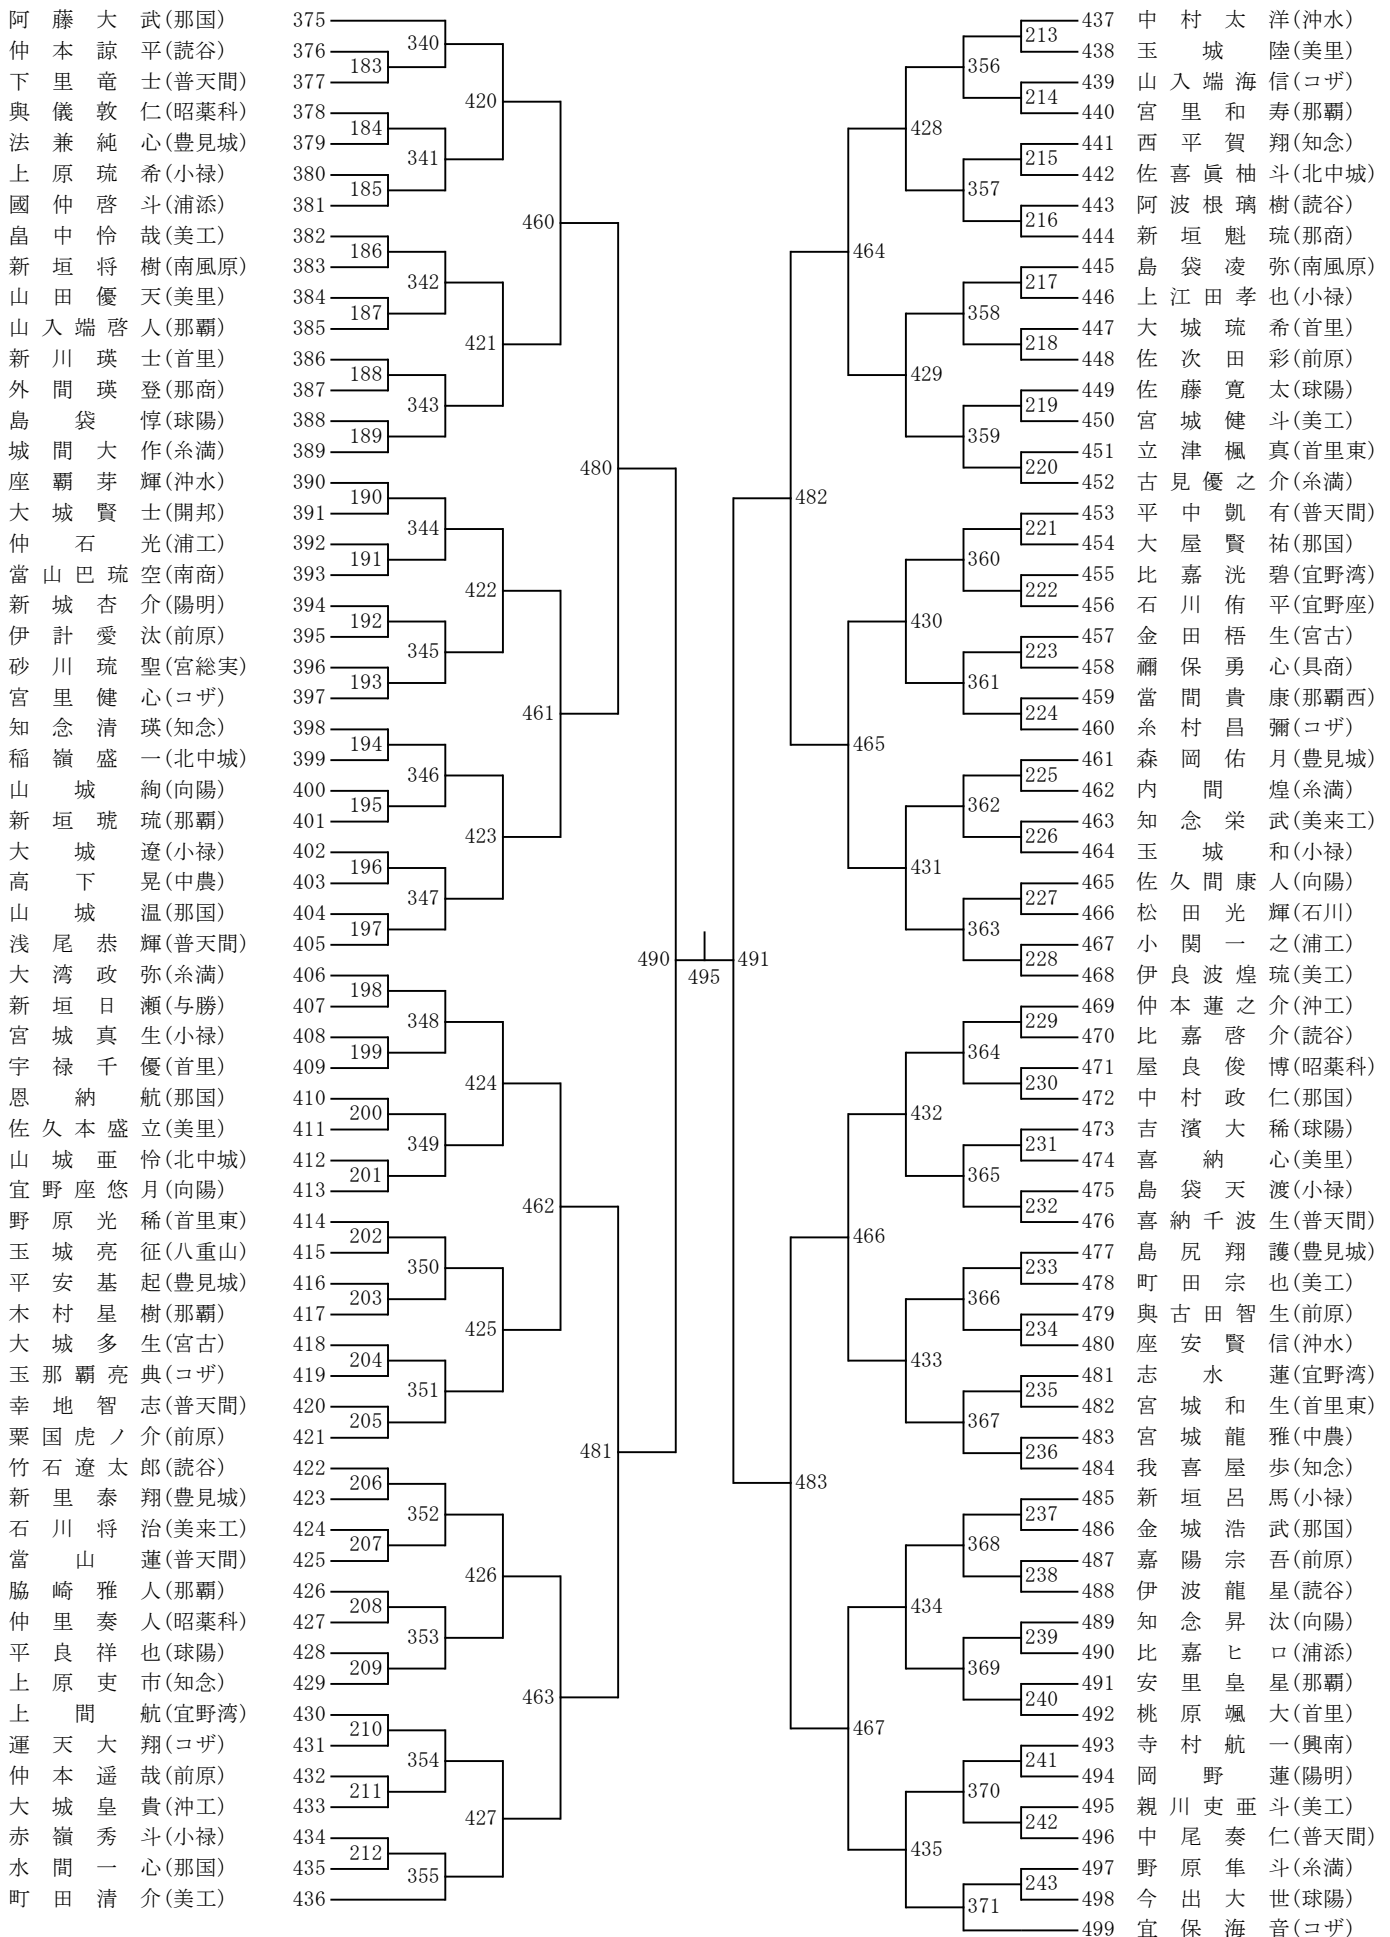 阿藤大武(那国) 375
仲本諒平(読谷) 376
下里竜士(普天間) 377
與儀敦仁(昭薬科) 378
法兼純心(豊見城) 379
上原琉希(小禄) 380
國仲啓斗(浦添) 381
畠中怜哉(美工) 382
新垣将樹(南風原) 383
山田優天(美里) 384
山入端啓人(那覇) 385
新川瑛士(首里) 386
外間瑛登(那商) 387
島袋惇(球陽) 388
城間大作(糸満) 389
座覇芽輝(沖水) 390
大城賢士(開邦) 391
仲石光(浦工) 392
當山巴琉空(南商) 393
新城杏介(陽明) 394
伊計愛汰(前原) 395
砂川琉聖(宮総実) 396
宮里健心(コザ) 397
知念清瑛(知念) 398
稲嶺盛一(北中城) 399
山城絢(向陽) 400
新垣琥琉(那覇) 401
大城遼(小禄) 402
高下晃(中農) 403
山城温(那国) 404
浅尾恭輝(普天間) 405
大湾政弥(糸満) 406
新垣日瀬(与勝) 407
宮城真生(小禄) 408
宇禄千優(首里) 409
恩納航(那国) 410
佐久本盛立(美里) 411
山城亜怜(北中城) 412
宜野座悠月(向陽) 413
野原光稀(首里東) 414
玉城亮征(八重山) 415
平安基起(豊見城) 416
木村星樹(那覇) 417
大城多生(宮古) 418
玉那覇亮典(コザ) 419
幸地智志(普天間) 420
粟国虎ノ介(前原) 421
竹石遼太郎(読谷) 422
新里泰翔(豊見城) 423
石川将治(美来工) 424
當山蓮(普天間) 425
脇崎雅人(那覇) 426
仲里奏人(昭薬科) 427
平良祥也(球陽) 428
上原吏市(知念) 429
上間航(宜野湾) 430
運天大翔(コザ) 431
仲本遥哉(前原) 432
大城皇貴(沖工) 433
赤嶺秀斗(小禄) 434
水間一心(那国) 435
町田清介(美工) 436
183
184
185
186
187
188
189
190
191
192
193
194
195
196
197
198
199
200
201
202
203
204
205
206
207
208
209
210
211
212
340
341
342
343
344
345
346
347
348
349
350
351
352
353
354
355
420
421
422
423
424
425
426
427
460
461
462
463
480
481
490
495
491
482
483
464
465
466
467
428
429
430
431
432
433
434
435
356
357
358
359
360
361
362
363
364
365
366
367
368
369
370
371
213
214
215
216
217
218
219
220
221
222
223
224
225
226
227
228
229
230
231
232
233
234
235
236
237
238
239
240
241
242
243
437 中村太洋(沖水)
438 玉城陸(美里)
439 山入端海信(コザ)
440 宮里和寿(那覇)
441 西平賀翔(知念)
442 佐喜眞柚斗(北中城)
443 阿波根璃樹(読谷)
444 新垣魁琉(那商)
445 島袋凌弥(南風原)
446 上江田孝也(小禄)
447 大城琉希(首里)
448 佐次田彩(前原)
449 佐藤寛太(球陽)
450 宮城健斗(美工)
451 立津楓真(首里東)
452 古見優之介(糸満)
453 平中凱有(普天間)
454 大屋賢祐(那国)
455 比嘉洸碧(宜野湾)
456 石川侑平(宜野座)
457 金田梧生(宮古)
458 禰保勇心(具商)
459 當間貴康(那覇西)
460 糸村昌彌(コザ)
461 森岡佑月(豊見城)
462 内間煌(糸満)
463 知念栄武(美来工)
464 玉城和(小禄)
465 佐久間康人(向陽)
466 松田光輝(石川)
467 小関一之(浦工)
468 伊良波煌琉(美工)
469 仲本蓮之介(沖工)
470 比嘉啓介(読谷)
471 屋良俊博(昭薬科)
472 中村政仁(那国)
473 吉濱大稀(球陽)
474 喜納心(美里)
475 島袋天渡(小禄)
476 喜納千波生(普天間)
477 島尻翔護(豊見城)
478 町田宗也(美工)
479 與古田智生(前原)
480 座安賢信(沖水)
481 志水蓮(宜野湾)
482 宮城和生(首里東)
483 宮城龍雅(中農)
484 我喜屋歩(知念)
485 新垣呂馬(小禄)
486 金城浩武(那国)
487 嘉陽宗吾(前原)
488 伊波龍星(読谷)
489 知念昇汰(向陽)
490 比嘉ヒロ(浦添)
491 安里皇星(那覇)
492 桃原颯大(首里)
493 寺村航一(興南)
494 岡野蓮(陽明)
495 親川吏亜斗(美工)
496 中尾奏仁(普天間)
497 野原隼斗(糸満)
498 今出大世(球陽)
499 宜保海音(コザ)